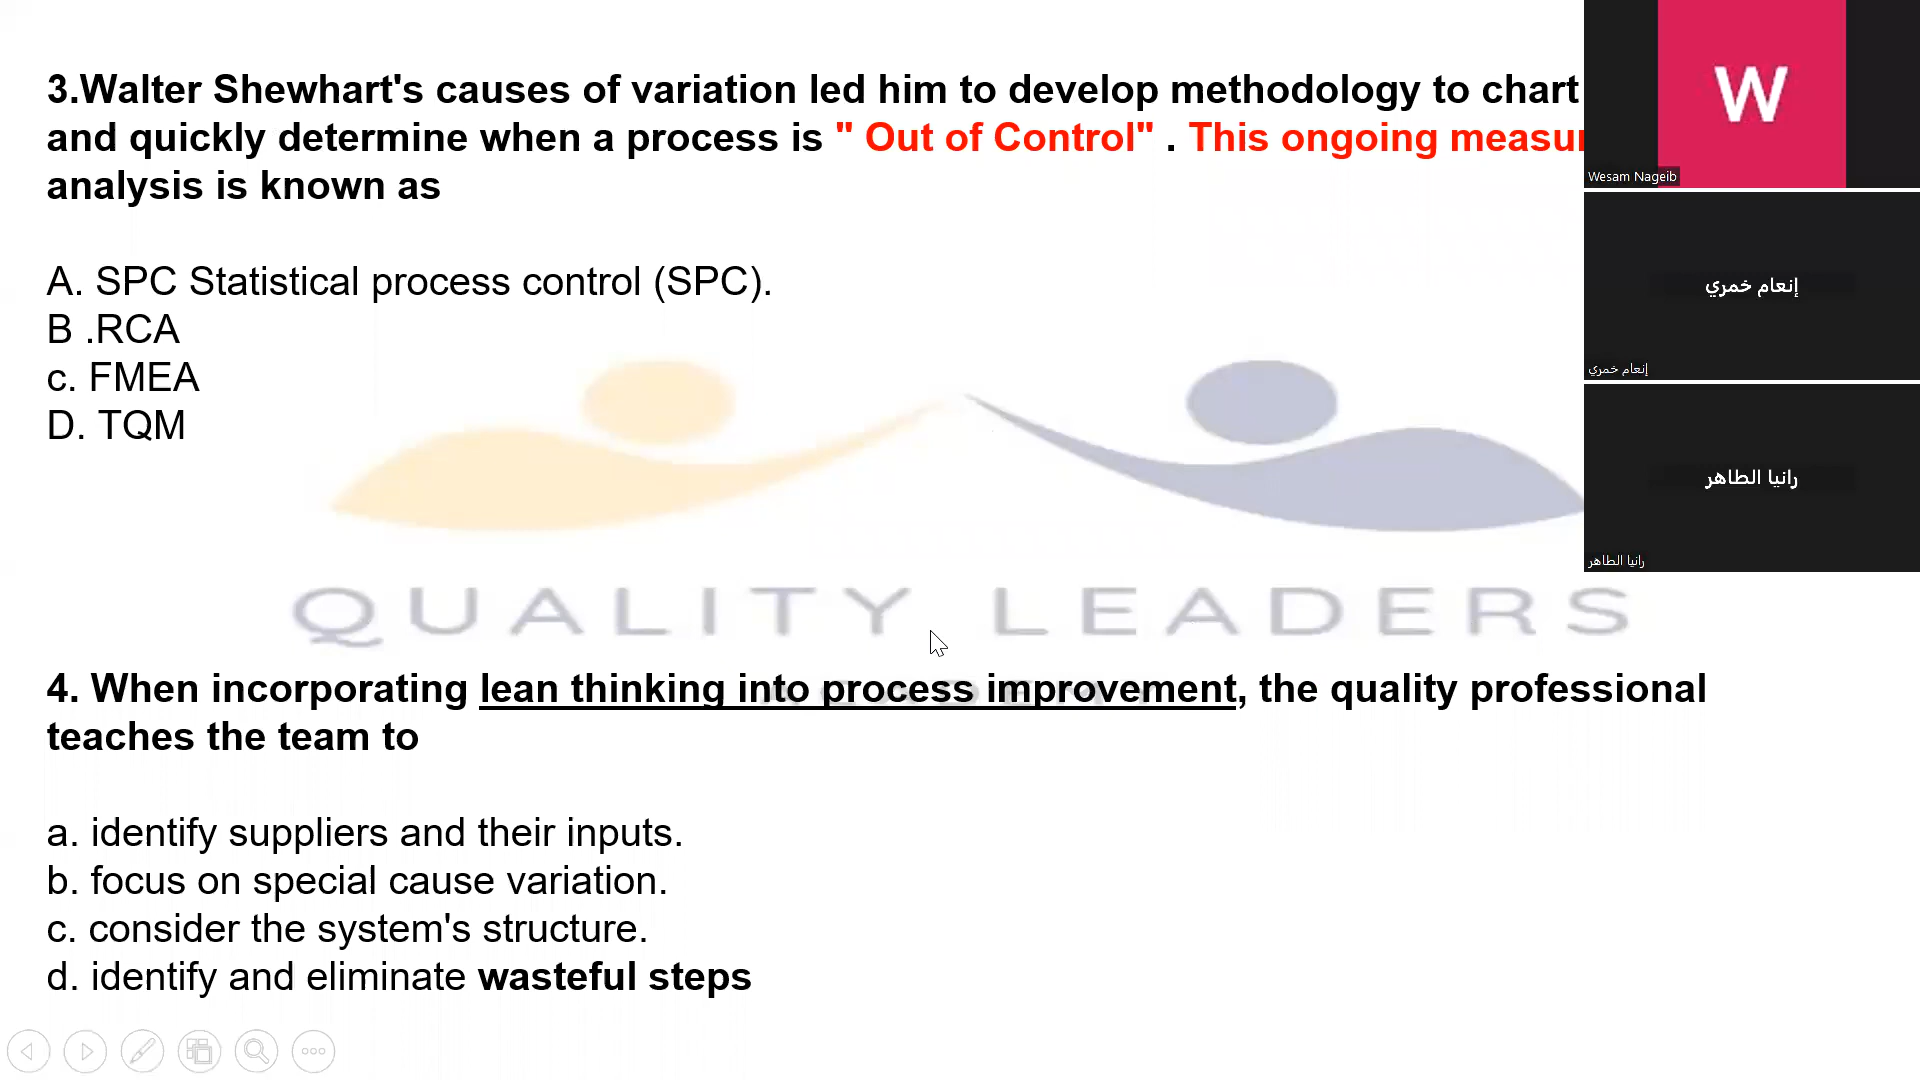 3.Walter Shewhart's causes of variation led him to develop methodology to chart
and quickly determine when a process is " Out of Control" . This ongoing
analysis is known as
A. SPC Statistical process control (SPC).
B .RCA
c. FMEA
D. TQM
QUALITY LEADERS
4. When incorporating lean thinking into process improvement, the quality professional
teaches the team to
a. identify suppliers and their inputs.
b. focus on special cause variation.
c. consider the system's structure.
d. identify and eliminate wasteful steps
W
Wesam Nageib
إنعام خمري
إنعام خمري
رانيا الطاهر
رانيا الطاهر